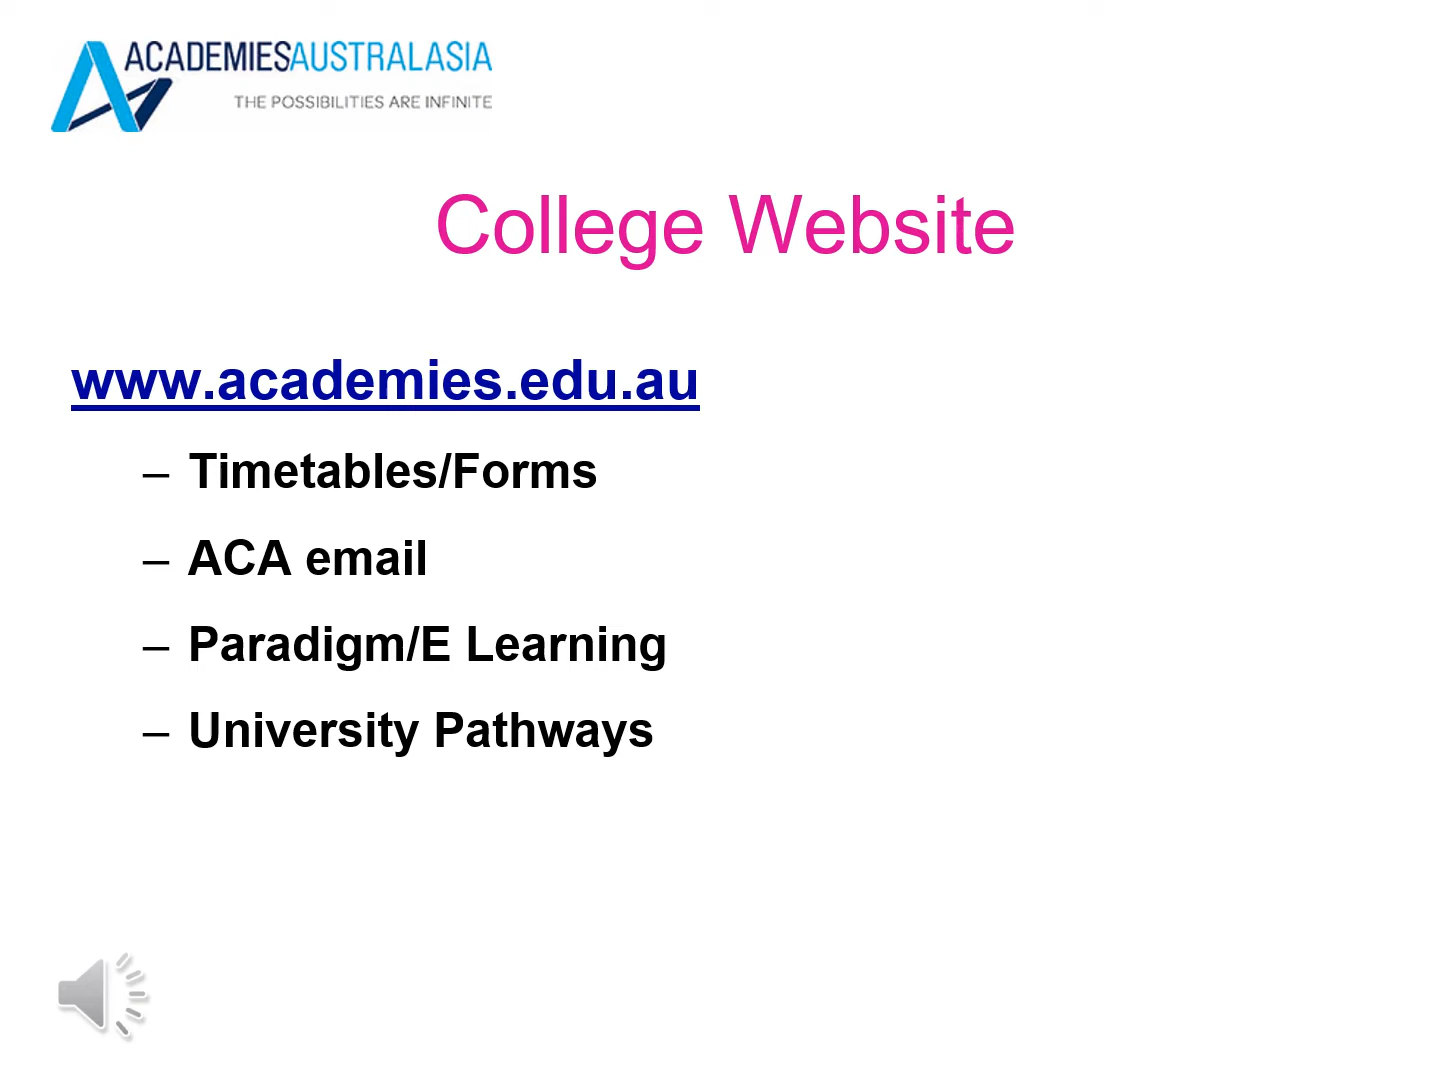 ACADEMIESAUSTRALASIA
THE POSSIBILITIES ARE INFINITE
College Website
www.academies.edu.au
– Timetables/Forms
– ACA email
– Paradigm/E Learning
– University Pathways